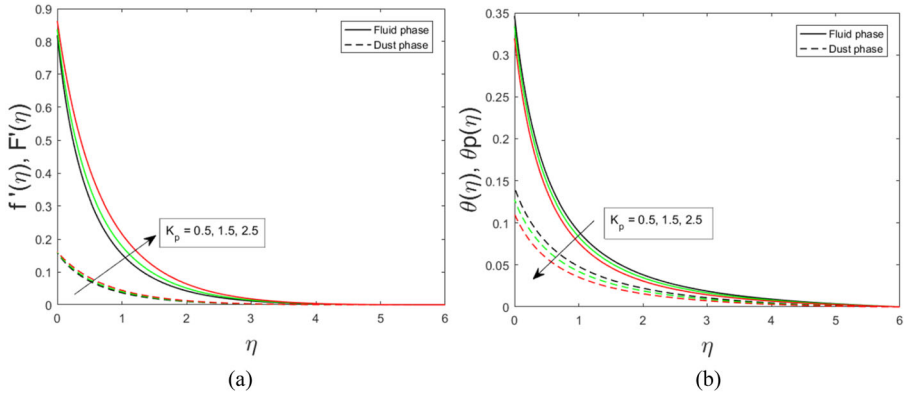 0.9
0.8
0.7
0.6
0.5
0.4
0.3
0.2
0.1
0
f'(η), F'(η)
Fluid phase
Dust phase
Kp = 0.5, 1.5, 2.5
0 1 2 3 4 5 6
η
(a)
0.35
0.3
0.25
0.2
0.15
0.1
0.05
0
θ(η), θp(η)
Fluid phase
Dust phase
Kp = 0.5, 1.5, 2.5
0 1 2 3 4 5 6
η
(b)